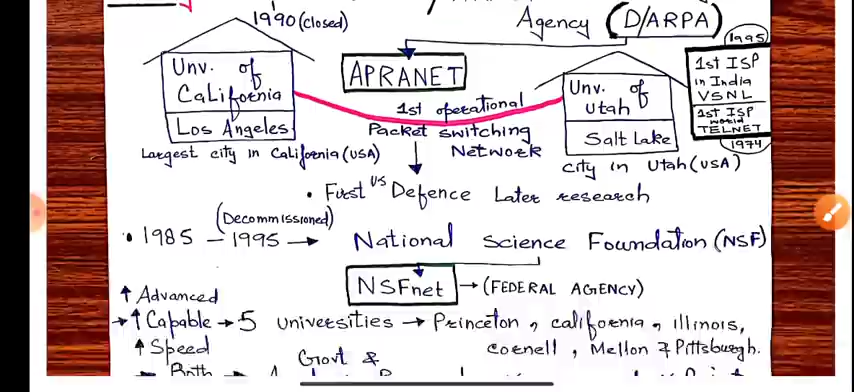 1990 (closed)
Agency (D/ARPA)
1995
APRANET
Unv. of
California
Los Angeles
Largest city in California (USA)
1st operational
Packet switching
Network
Unv. of
Utah
Salt Lake
city in Utah (USA)
1st ISP
in India
VSNL
1st ISP
world
TELNET
1974
• First US Defence Later research
(Decommissioned)
• 1985 – 1995 → National Science Foundation (NSF)
NSFnet → (FEDERAL AGENCY)
↑ Advanced
→ ↑ Capable → 5 universities → Princeton, california, Illinois,
↑ Speed
Cornell, Mellon & Pittsburgh.
Both
Govt &